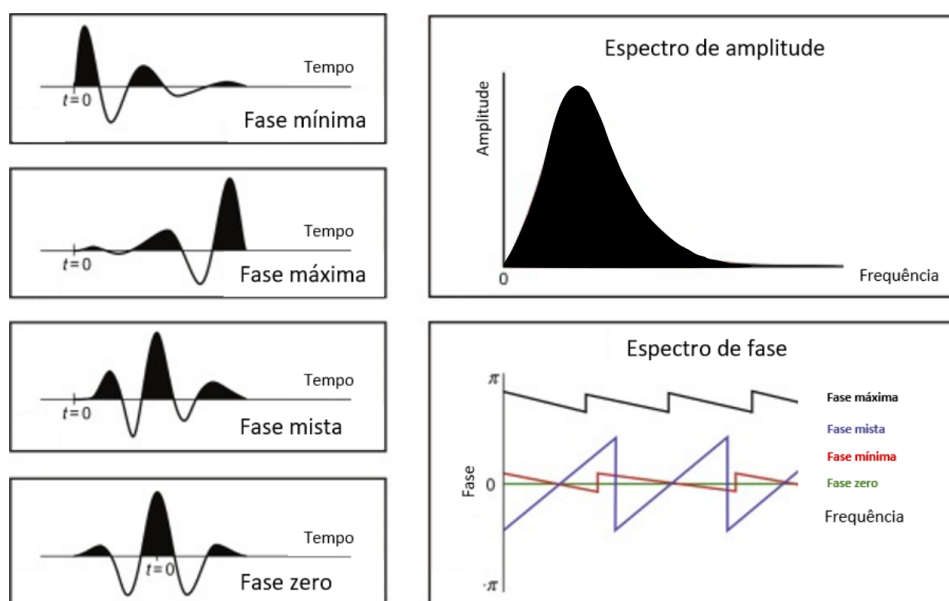 Tempo
t=0
Fase mínima
Tempo
t=0
Fase máxima
Tempo
t=0
Fase mista
Tempo
t=0
Fase zero
Espectro de amplitude
Amplitude
0
Frequência
Espectro de fase
π
Fase
0
-π
Fase máxima
Fase mista
Fase mínima
Fase zero
Frequência